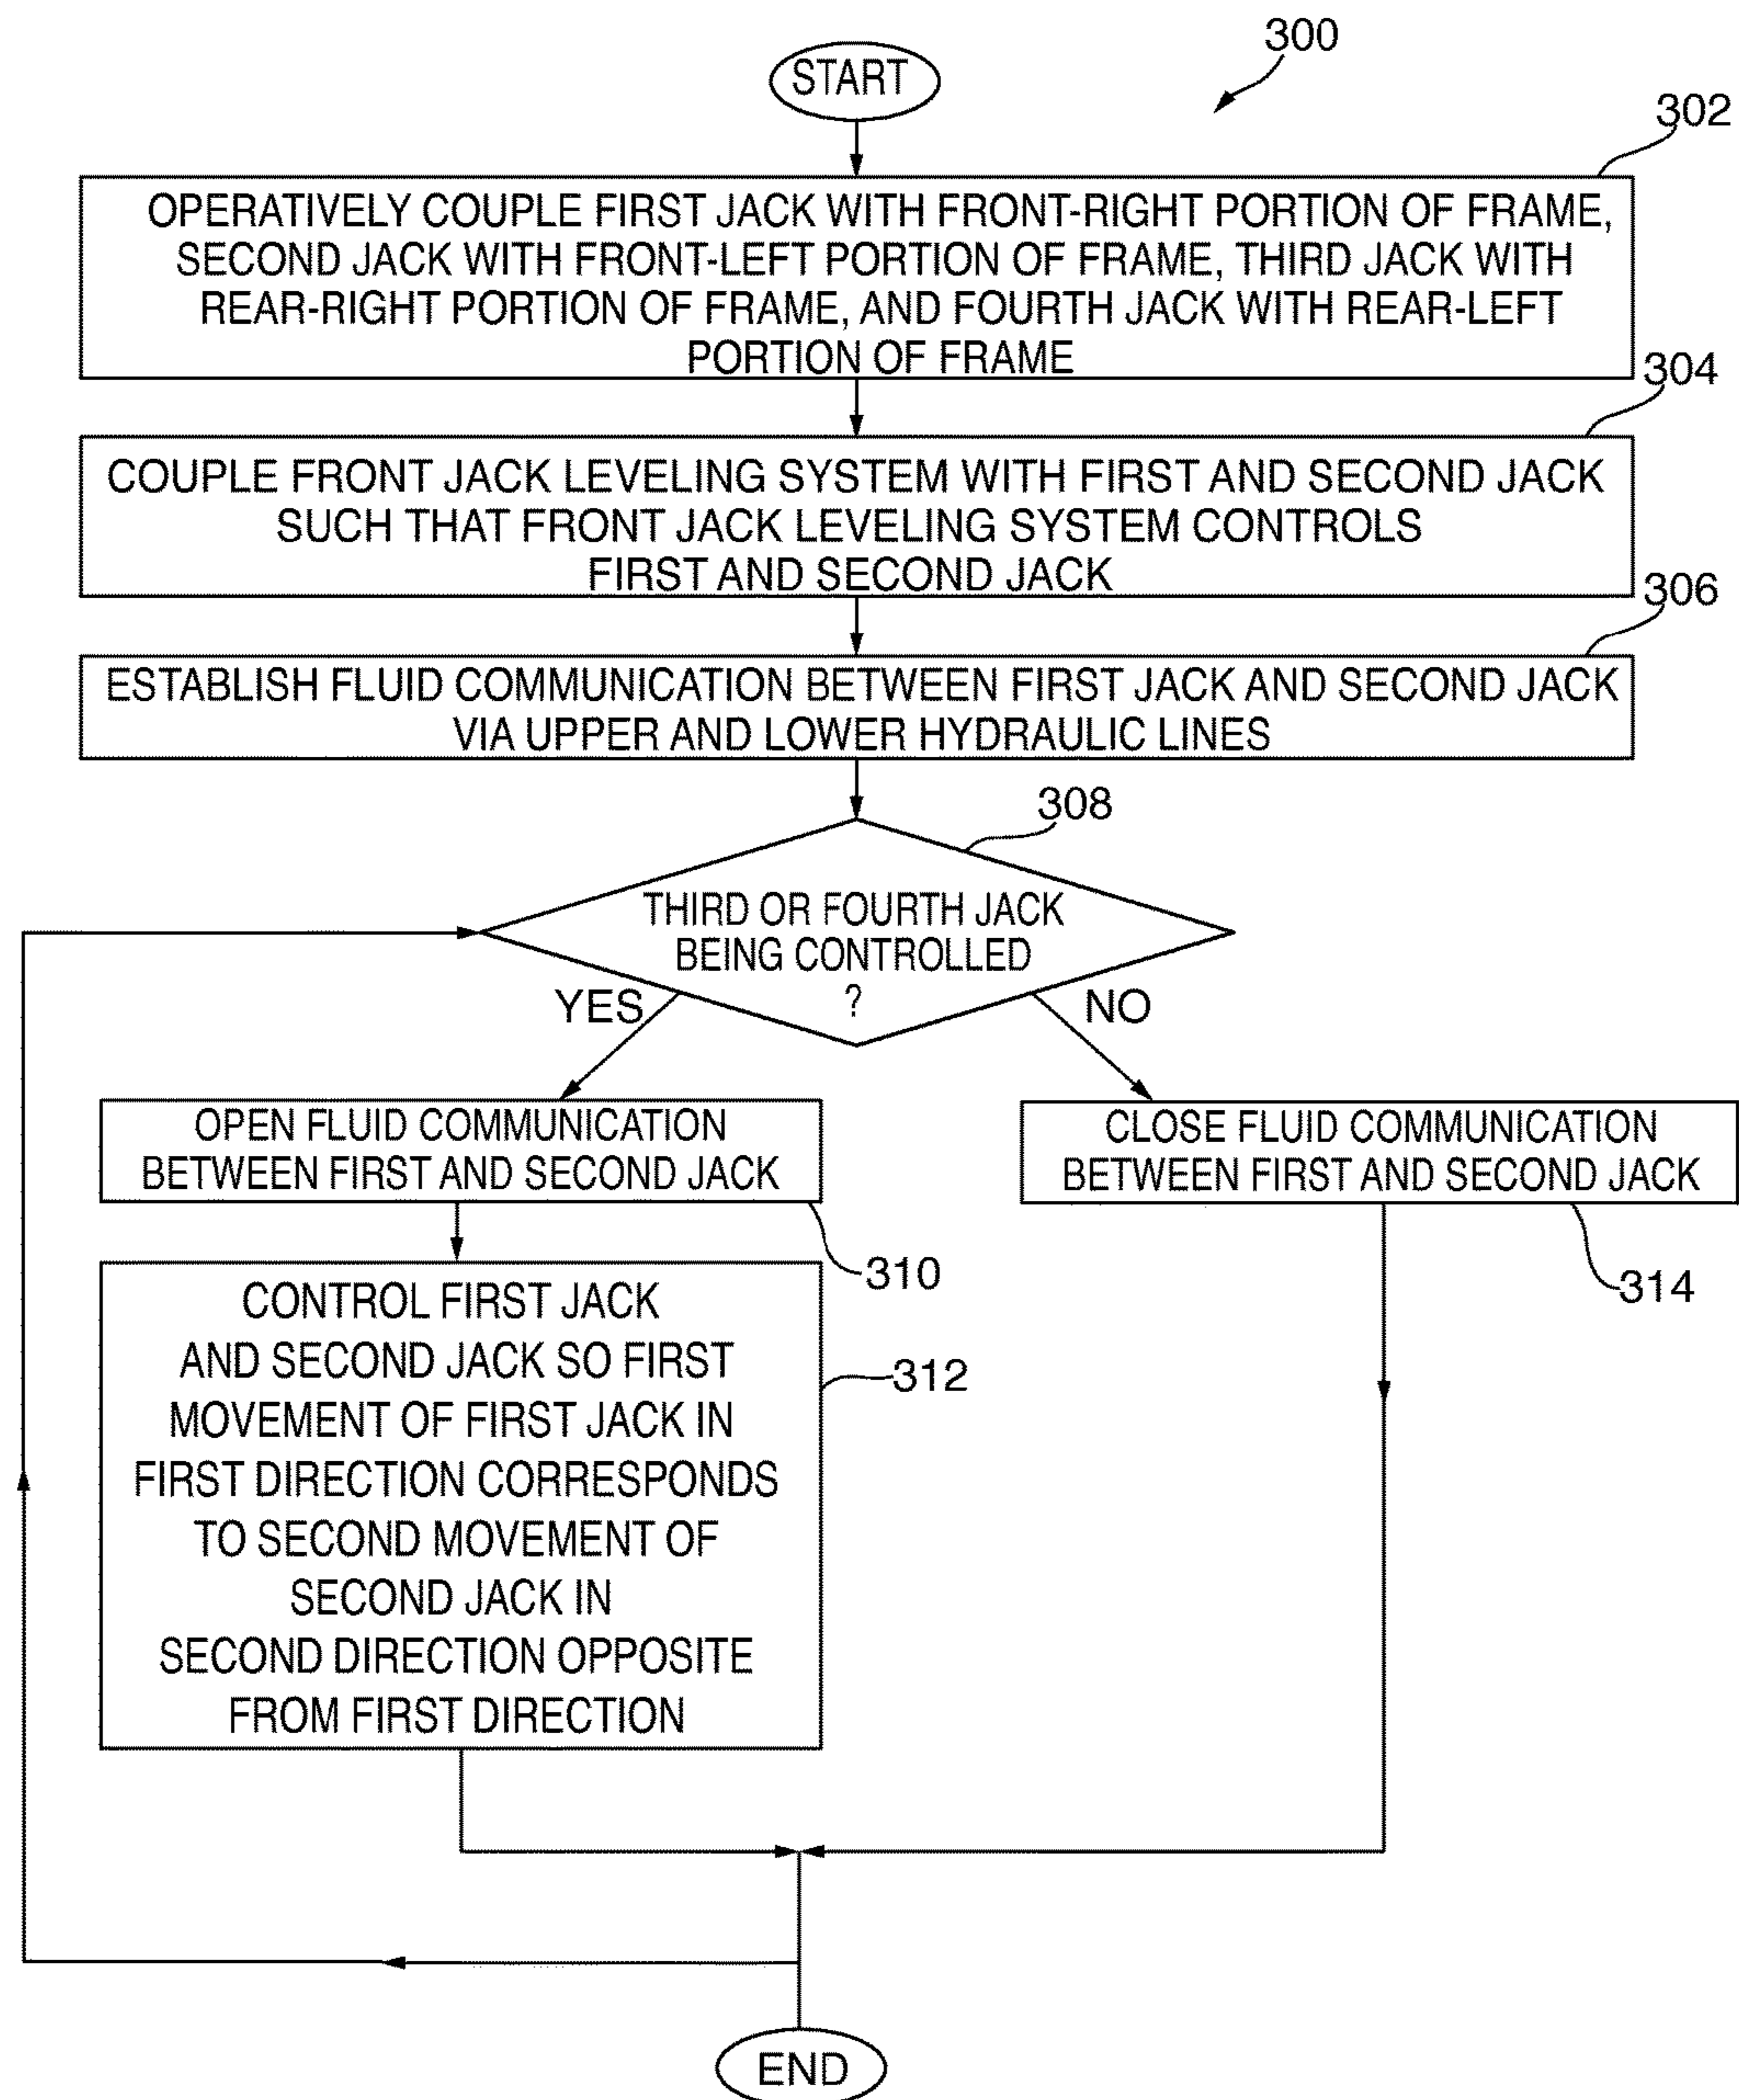 300
START
302
OPERATIVELY COUPLE FIRST JACK WITH FRONT-RIGHT PORTION OF FRAME,
SECOND JACK WITH FRONT-LEFT PORTION OF FRAME, THIRD JACK WITH
REAR-RIGHT PORTION OF FRAME, AND FOURTH JACK WITH REAR-LEFT
PORTION OF FRAME
304
COUPLE FRONT JACK LEVELING SYSTEM WITH FIRST AND SECOND JACK
SUCH THAT FRONT JACK LEVELING SYSTEM CONTROLS
FIRST AND SECOND JACK
306
ESTABLISH FLUID COMMUNICATION BETWEEN FIRST JACK AND SECOND JACK
VIA UPPER AND LOWER HYDRAULIC LINES
308
THIRD OR FOURTH JACK
BEING CONTROLLED
?
YES
NO
OPEN FLUID COMMUNICATION
BETWEEN FIRST AND SECOND JACK
310
CLOSE FLUID COMMUNICATION
BETWEEN FIRST AND SECOND JACK
314
CONTROL FIRST JACK
AND SECOND JACK SO FIRST
MOVEMENT OF FIRST JACK IN
FIRST DIRECTION CORRESPONDS
TO SECOND MOVEMENT OF
SECOND JACK IN
SECOND DIRECTION OPPOSITE
FROM FIRST DIRECTION
312
END